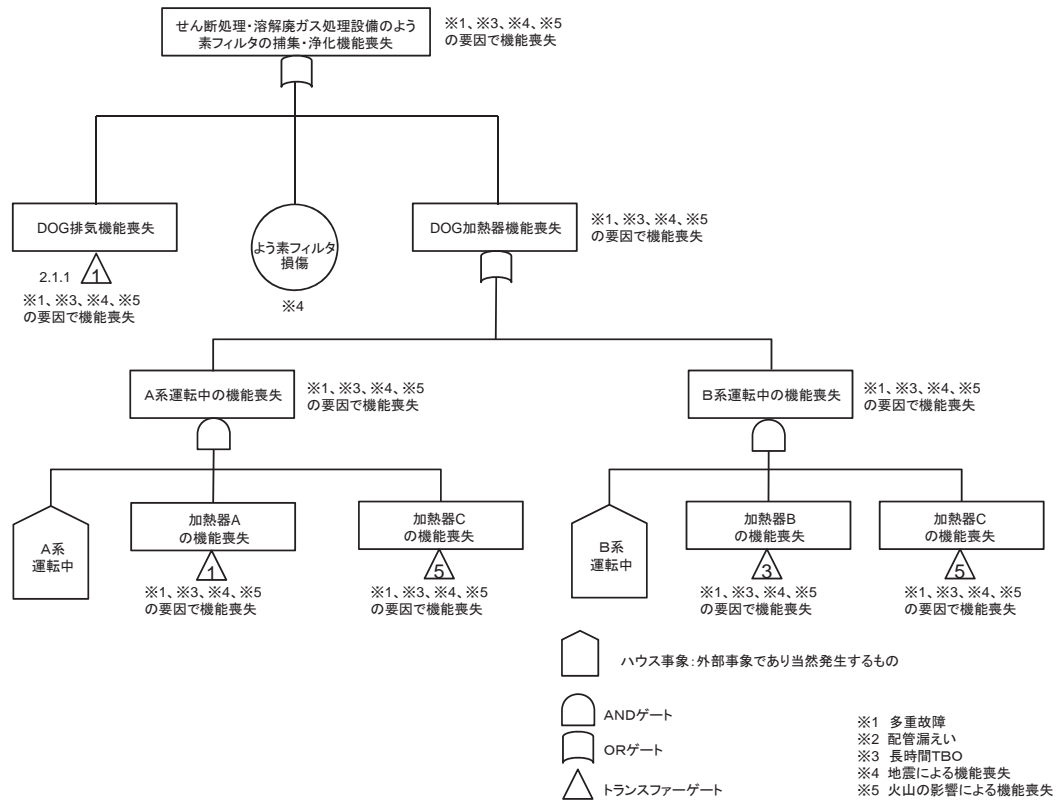 せん断処理・溶解廃ガス処理設備のよう
素フィルタの捕集・浄化機能喪失
※1、※3、※4、※5
の要因で機能喪失
DOG排気機能喪失
2.1.1 1
※1、※3、※4、※5
の要因で機能喪失
よう素フィルタ
損傷
※4
DOG加熱器機能喪失
※1、※3、※4、※5
の要因で機能喪失
A系運転中の機能喪失
※1、※3、※4、※5
の要因で機能喪失
B系運転中の機能喪失
※1、※3、※4、※5
の要因で機能喪失
A系
運転中
加熱器A
の機能喪失
1
※1、※3、※4、※5
の要因で機能喪失
加熱器C
の機能喪失
5
※1、※3、※4、※5
の要因で機能喪失
B系
運転中
加熱器B
の機能喪失
3
※1、※3、※4、※5
の要因で機能喪失
加熱器C
の機能喪失
5
※1、※3、※4、※5
の要因で機能喪失
ハウス事象：外部事象であり当然発生するもの
ANDゲート
ORゲート
トランスファーゲート
※1 多重故障
※2 配管漏えい
※3 長時間TBO
※4 地震による機能喪失
※5 火山の影響による機能喪失